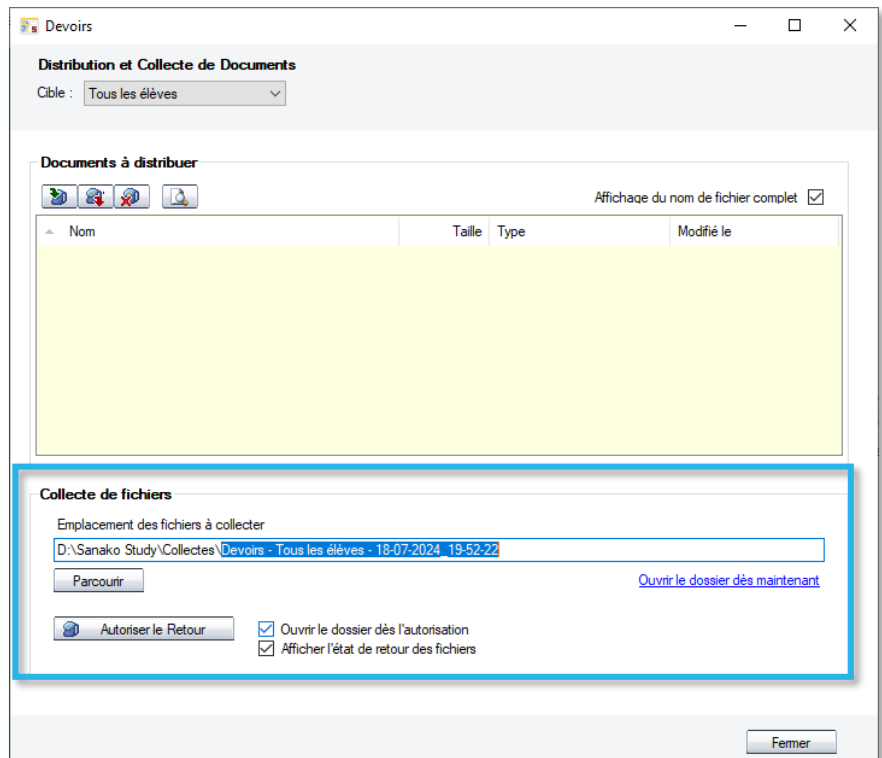 Devoirs
Distribution et Collecte de Documents
Cible : Tous les élèves
Documents à distribuer
Affichage du nom de fichier complet
Nom Taille Type Modifié le
Collecte de fichiers
Emplacement des fichiers à collecter
D:\Sanako Study\Collectes\Devoirs - Tous les élèves - 18-07-2024_19-52-22
Parcourir Ouvrir le dossier dès maintenant
Autoriser le Retour Ouvrir le dossier dès l'autorisation
Afficher l'état de retour des fichiers
Fermer